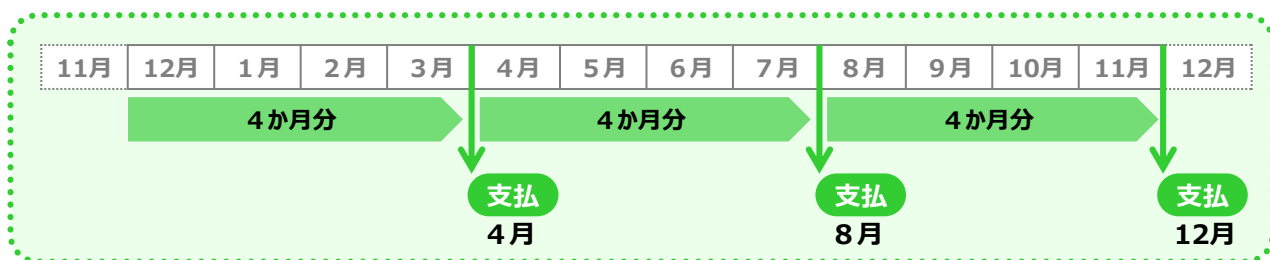 11月 12月 1月 2月 3月 4月 5月 6月 7月 8月 9月 10月 11月 12月
4か月分 4か月分 4か月分
支払 支払 支払
4月 8月 12月